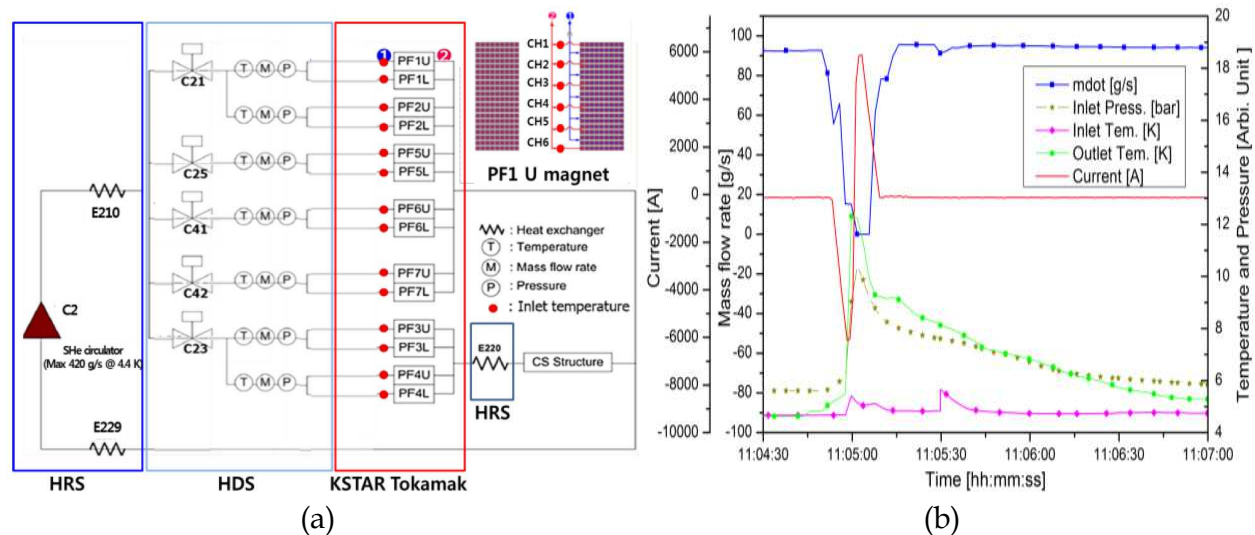 2
1
CH1
CH2
CH3
CH4
CH5
CH6
PF1 U magnet
1
2
C21
T M P
PF1U
PF1L
T M P
PF2U
PF2L
C25
T M P
PF5U
PF5L
E210
C41
T M P
PF6U
PF6L
C42
T M P
PF7U
PF7L
C2
SHe circulator
(Max 420 g/s @ 4.4 K)
C23
T M P
PF3U
PF3L
T M P
PF4U
PF4L
: Heat exchanger
T : Temperature
M : Mass flow rate
P : Pressure
: Inlet temperature
E220
CS Structure
HRS
E229
HRS
HDS
KSTAR Tokamak
(a)
(b)
Current [A]
6000
4000
2000
0
-2000
-4000
-6000
-8000
-10000
Mass flow rate [g/s]
100
80
60
40
20
0
-20
-40
-60
-80
-100
mdot [g/s]
Inlet Press. [bar]
Inlet Tem. [K]
Outlet Tem. [K]
Current [A]
20
18
16
14
12
10
8
6
4
Temperature and Pressure [Arbi. Unit]
11:04:30 11:05:00 11:05:30 11:06:00 11:06:30 11:07:00
Time [hh:mm:ss]